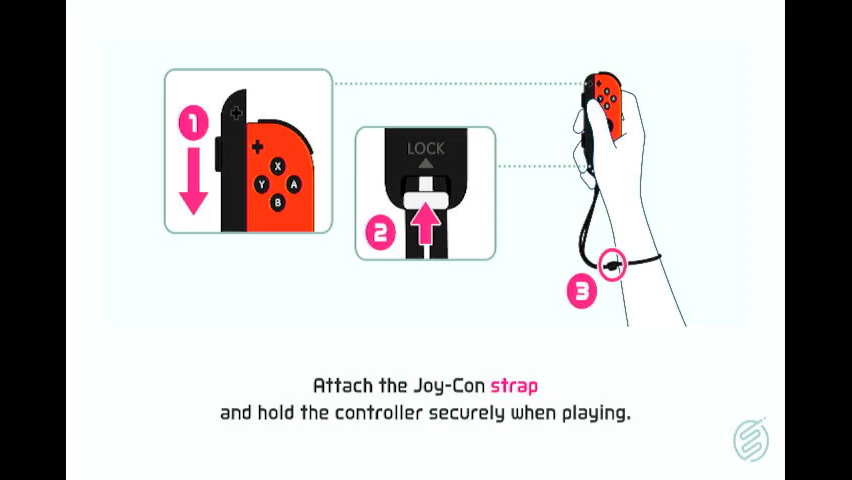 1
X
Y
A
B
LOCK
2
3
Attach the Joy-Con strap
and hold the controller securely when playing.